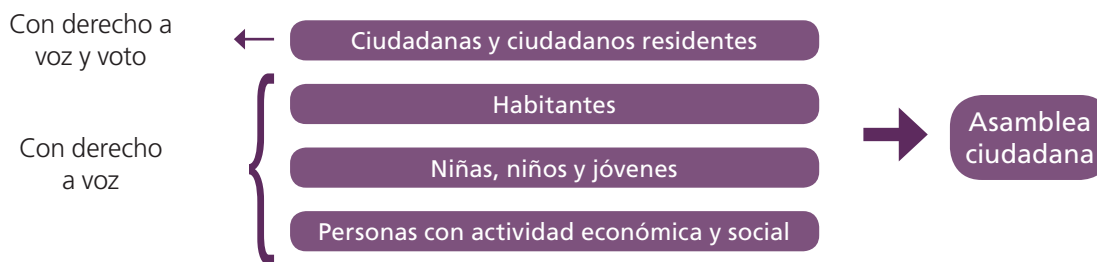 Con derecho a
voz y voto
Ciudadanas y ciudadanos residentes
Con derecho
a voz
Habitantes
Niñas, niños y jóvenes
Personas con actividad económica y social
Asamblea
ciudadana